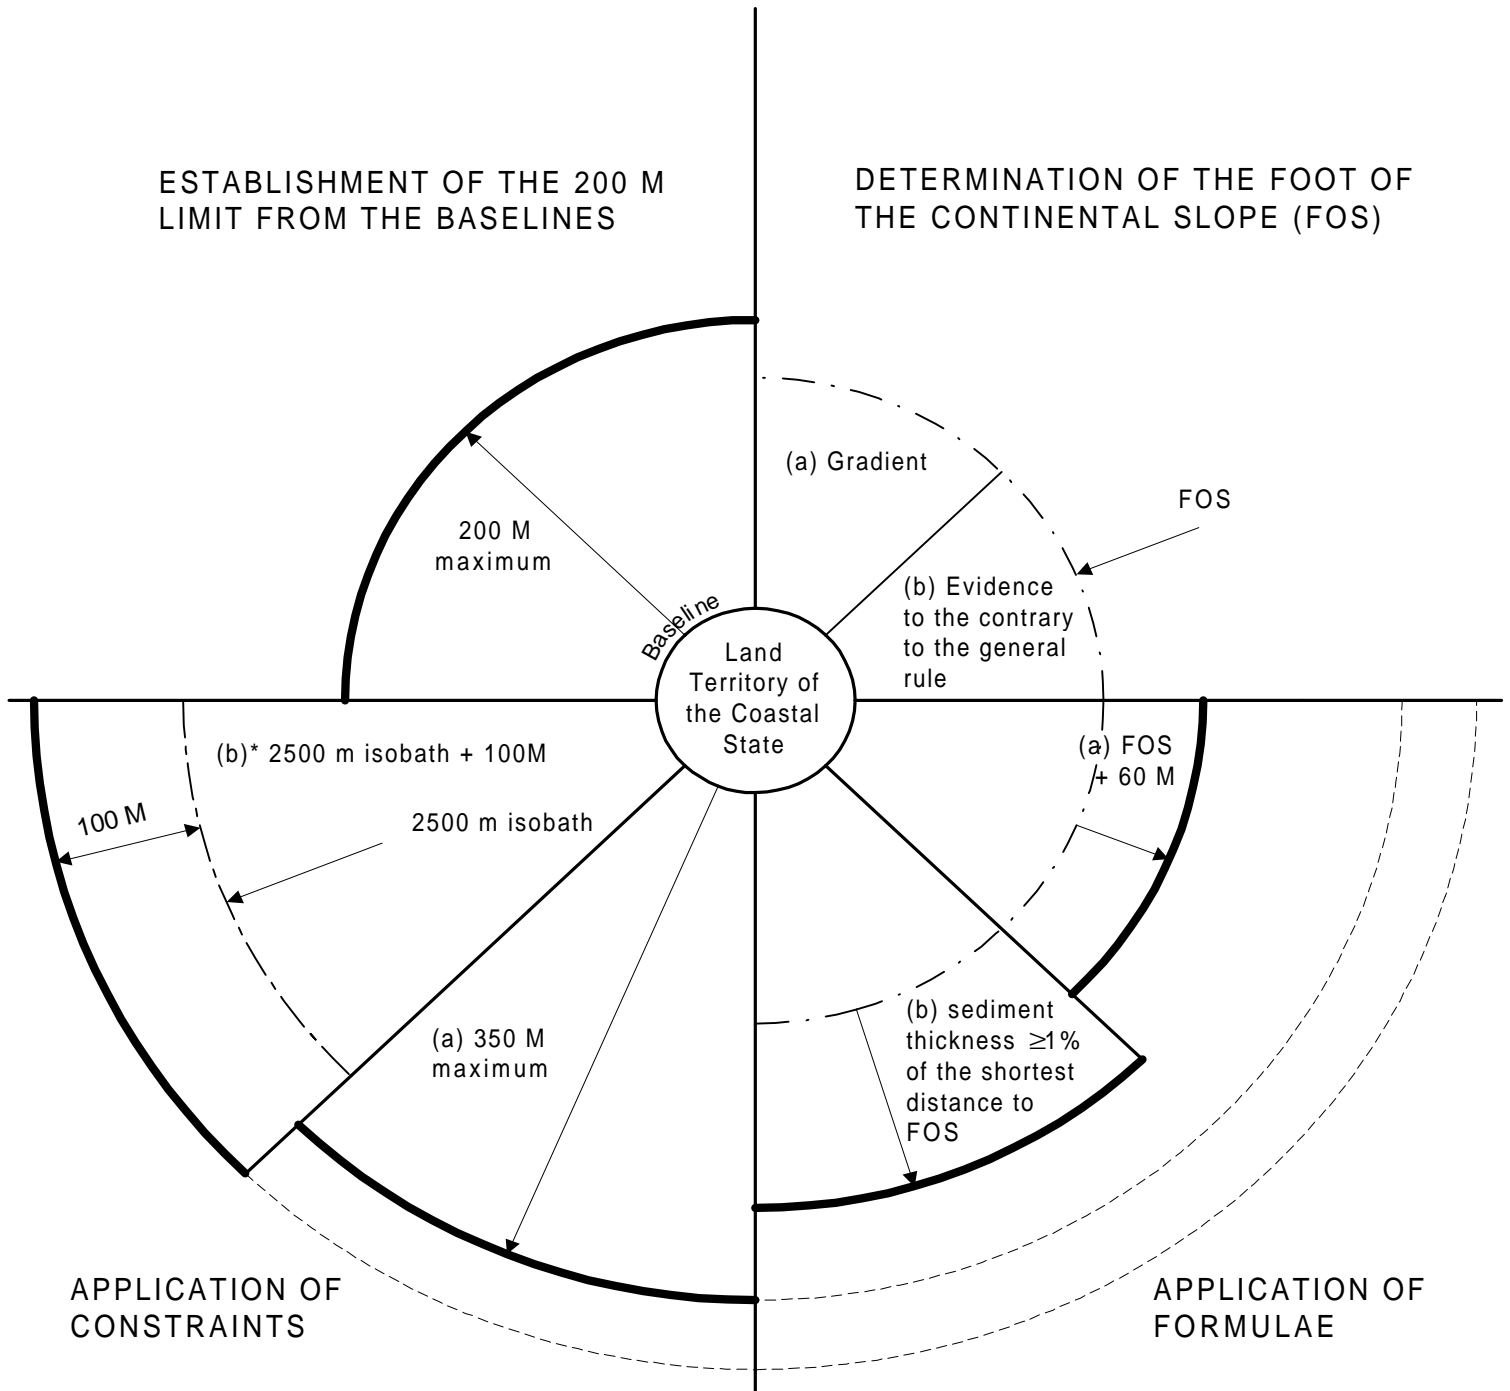 ESTABLISHMENT OF THE 200 M
LIMIT FROM THE BASELINES
DETERMINATION OF THE FOOT OF
THE CONTINENTAL SLOPE (FOS)
(a) Gradient
FOS
200 M
maximum
(b) Evidence
to the contrary
to the general
rule
Baseline
Land
Territory of
the Coastal
State
(b)* 2500 m isobath + 100M
100 M
2500 m isobath
(a) FOS
+ 60 M
(a) 350 M
maximum
(b) sediment
thickness ≥1%
of the shortest
distance to
FOS
APPLICATION OF
CONSTRAINTS
APPLICATION OF
FORMULAE